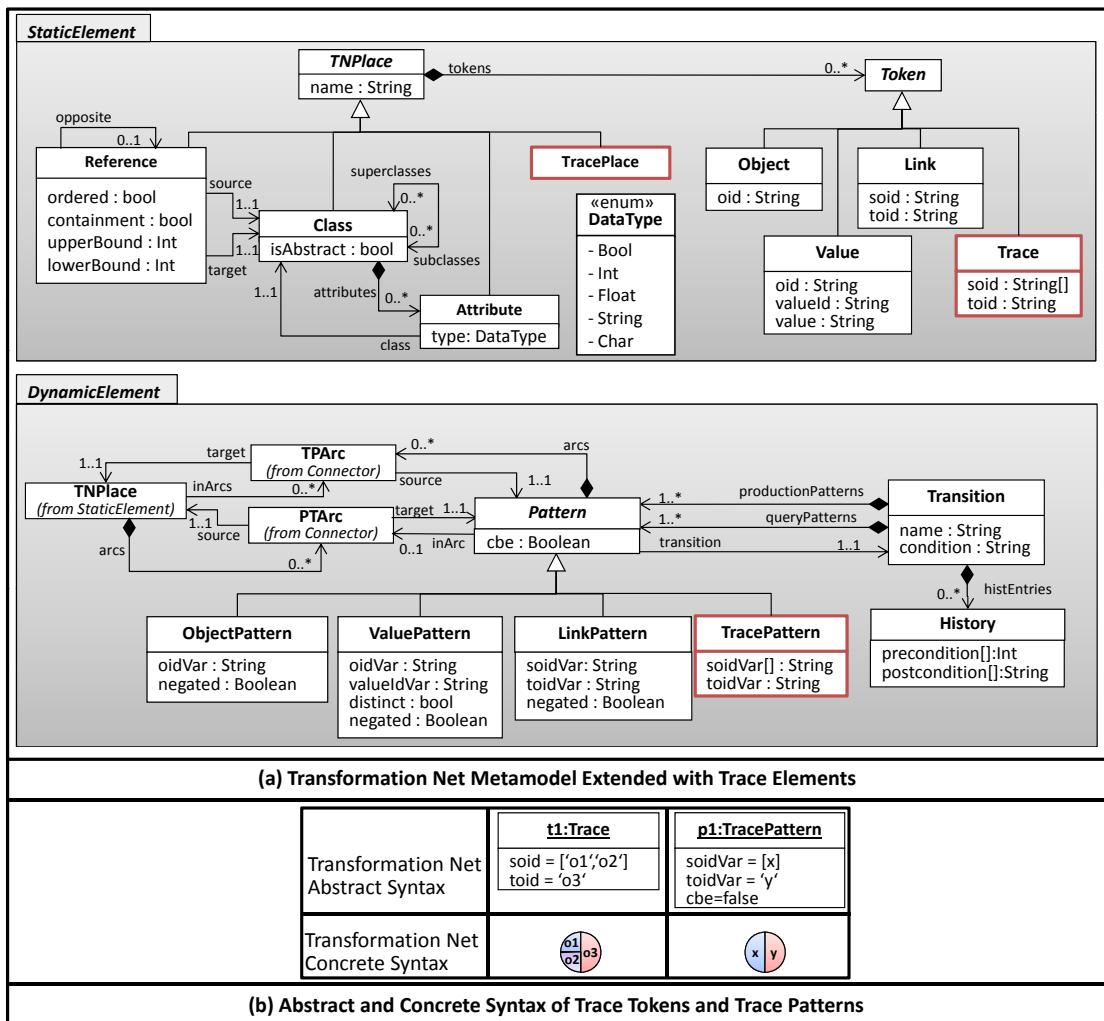 StaticElement
TNPlace
name : String
tokens
0..*
Token
opposite
0..1
Reference
ordered : bool
containment : bool
upperBound : Int
lowerBound : Int
source
1..1
1..1
target
superclasses
0..*
0..*
subclasses
Class
isAbstract : bool
1..1
attributes
0..*
class
Attribute
type: DataType
TracePlace
«enum»
DataType
- Bool
- Int
- Float
- String
- Char
Object
oid : String
Link
soid : String
toid : String
Value
oid : String
valueId : String
value : String
Trace
soid : String[]
toid : String
DynamicElement
target
TPArc
(from Connector)
0..*
arcs
1..1
source
1..1
TNPlace
(from StaticElement)
inArcs
0..*
PTArc
(from Connector)
1..1
source
arcs
0..*
target
1..1
0..1
inArc
Pattern
cbe : Boolean
1..*
productionPatterns
1..*
queryPatterns
transition
1..1
Transition
name : String
condition : String
0..*
histEntries
History
precondition[]:Int
postcondition[]:String
ObjectPattern
oidVar : String
negated : Boolean
ValuePattern
oidVar : String
valueIdVar : String
distinct : bool
negated : Boolean
LinkPattern
soidVar: String
toidVar : String
negated : Boolean
TracePattern
soidVar[] : String
toidVar : String
(a) Transformation Net Metamodel Extended with Trace Elements
Transformation Net
Abstract Syntax
t1:Trace
soid = [‘o1‘,‘o2‘]
toid = ‘o3‘
p1:TracePattern
soidVar = [x]
toidVar = ‘y‘
cbe=false
Transformation Net
Concrete Syntax
o1
o2
o3
x
y
(b) Abstract and Concrete Syntax of Trace Tokens and Trace Patterns